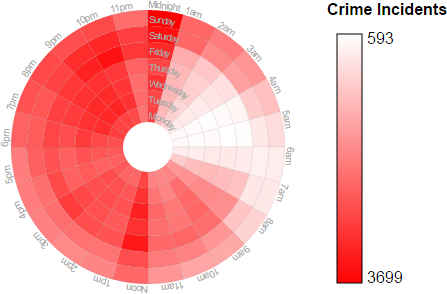 Crime Incidents
593
3699
Midnight
1am
2am
3am
4am
5am
6am
7am
8am
9am
10am
11am
Noon
1pm
2pm
3pm
4pm
5pm
6pm
7pm
8pm
9pm
10pm
11pm
Sunday
Saturday
Friday
Thursday
Wednesday
Tuesday
Monday